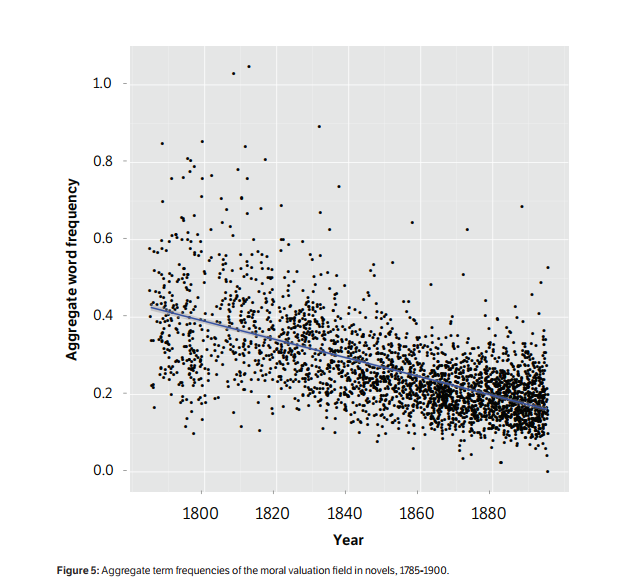 1.0
0.8
0.6
0.4
0.2
0.0
Aggregate word frequency
1800 1820 1840 1860 1880
Year
Figure 5: Aggregate term frequencies of the moral valuation field in novels, 1785-1900.